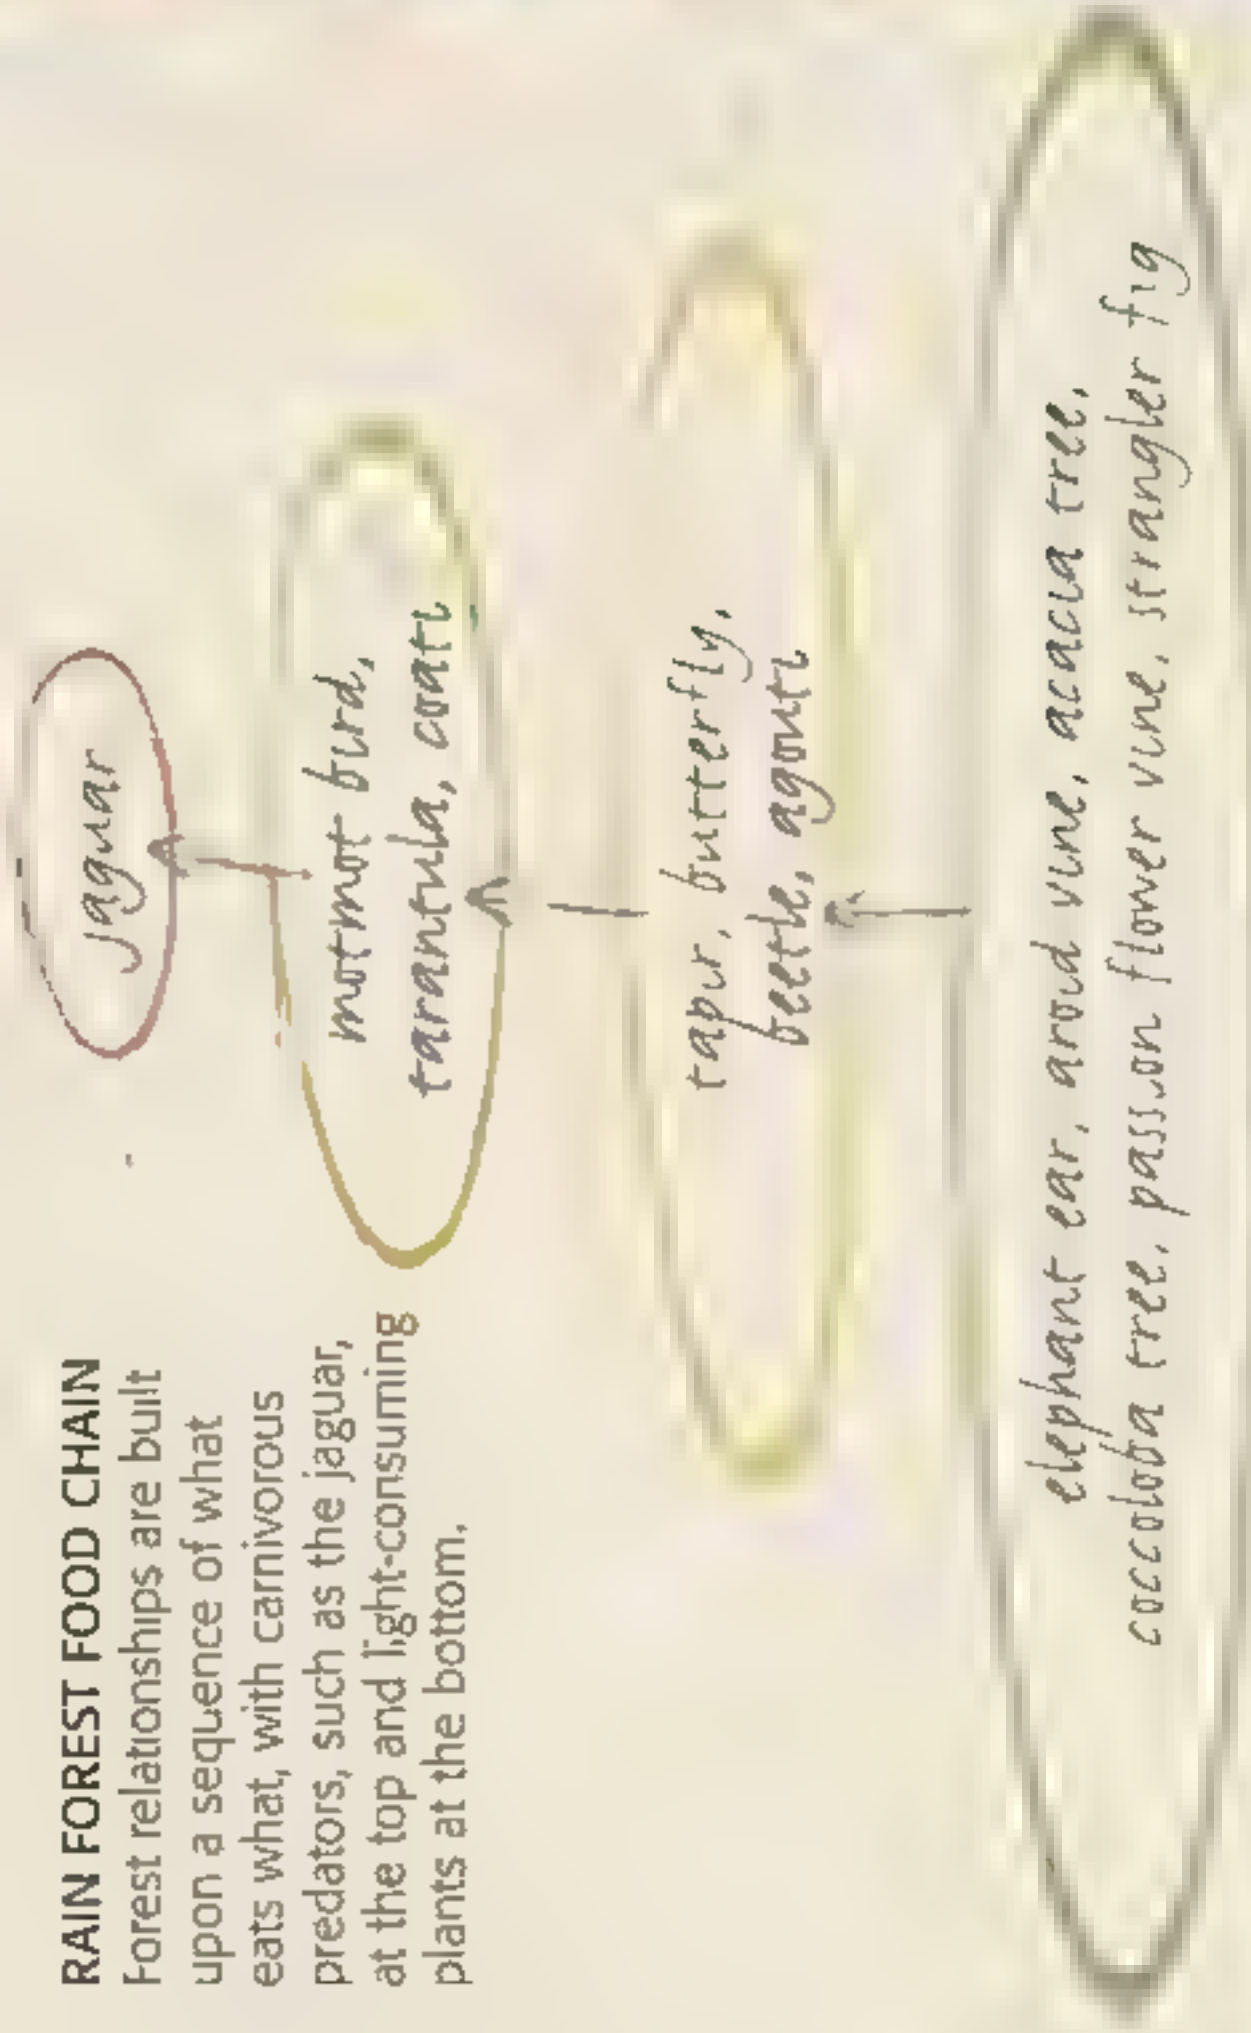 RAIN FOREST FOOD CHAIN
Forest relationships are built
upon a sequence of what
eats what, with carnivorous
predators, such as the jaguar,
at the top and light-consuming
plants at the bottom.
jaguar
motmot bird,
tarantula, coati
tapir, butterfly,
beetle, agouti
elephant ear, aroid vine, acacia tree,
coccoloba tree, passion flower vine, strangler fig